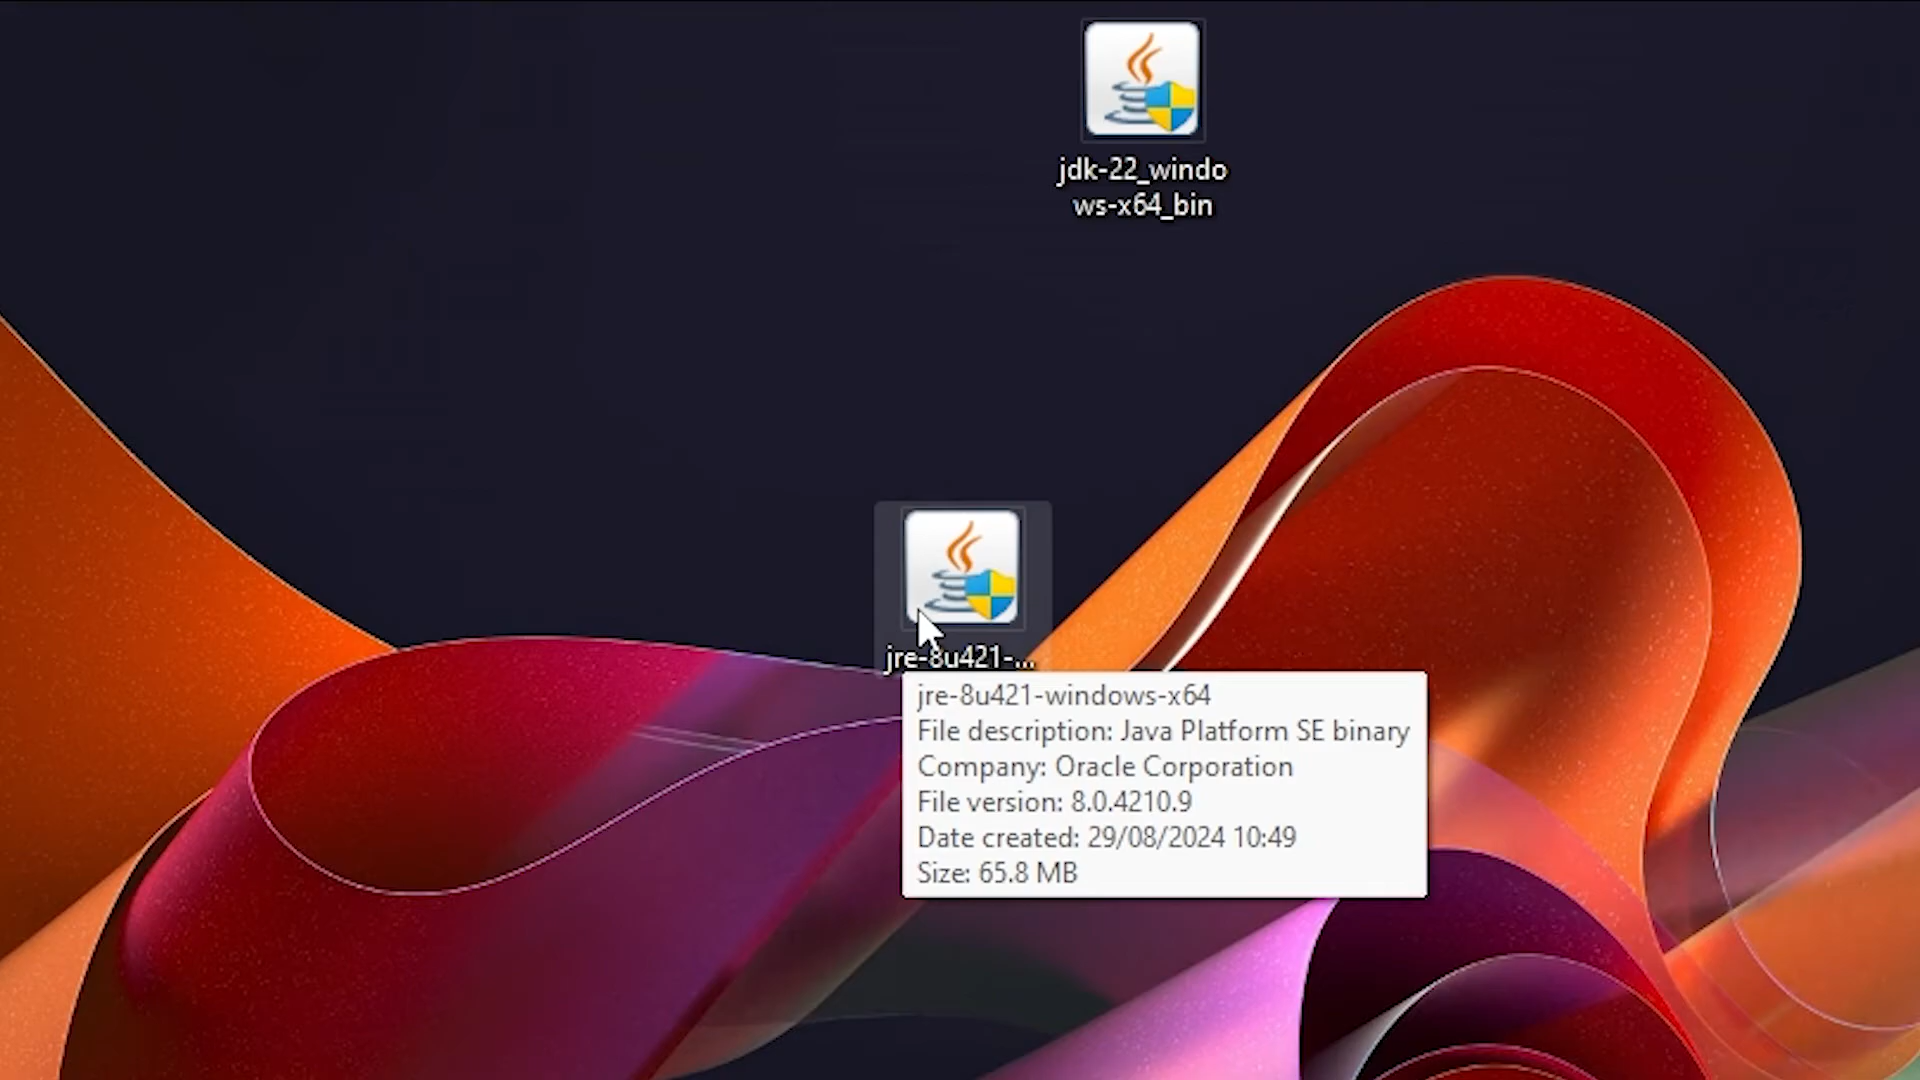 jdk-22_windo
ws-x64_bin
jre-8u421-...
jre-8u421-windows-x64
File description: Java Platform SE binary
Company: Oracle Corporation
File version: 8.0.4210.9
Date created: 29/08/2024 10:49
Size: 65.8 MB